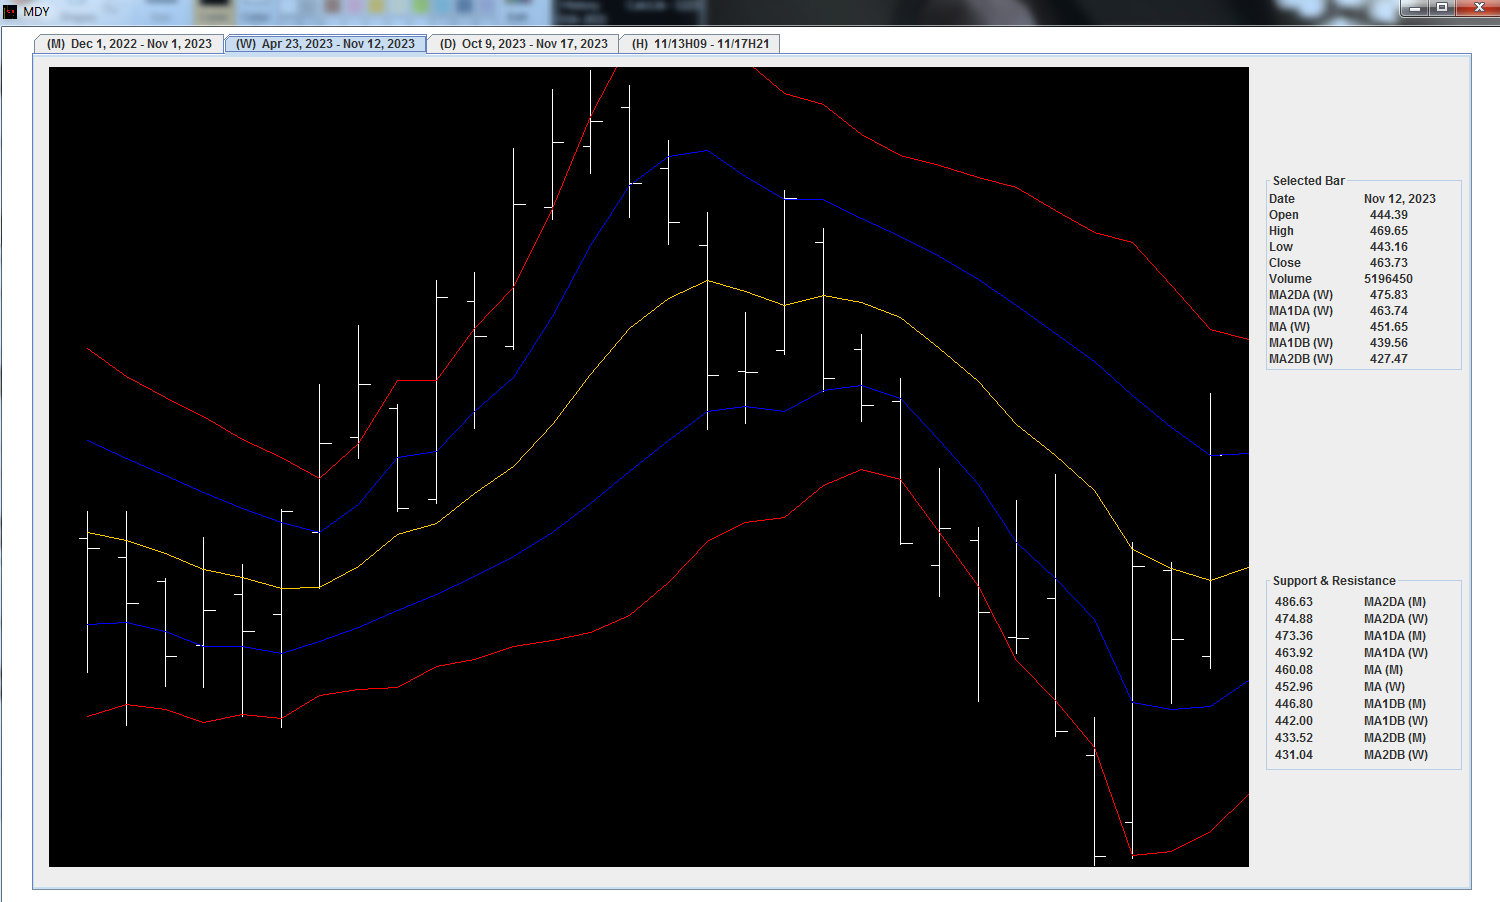 MDY
(M) Dec 1, 2022 - Nov 1, 2023
(W) Apr 23, 2023 - Nov 12, 2023
(D) Oct 9, 2023 - Nov 17, 2023
(H) 11/13H09 - 11/17H21
Selected Bar
Date Nov 12, 2023
Open 444.39
High 469.65
Low 443.16
Close 463.73
Volume 5196450
MA2DA (W) 475.83
MA1DA (W) 463.74
MA (W) 451.65
MA1DB (W) 439.56
MA2DB (W) 427.47
Support & Resistance
486.63 MA2DA (M)
474.88 MA2DA (W)
473.36 MA1DA (M)
463.92 MA1DA (W)
460.08 MA (M)
452.96 MA (W)
446.80 MA1DB (M)
442.00 MA1DB (W)
433.52 MA2DB (M)
431.04 MA2DB (W)